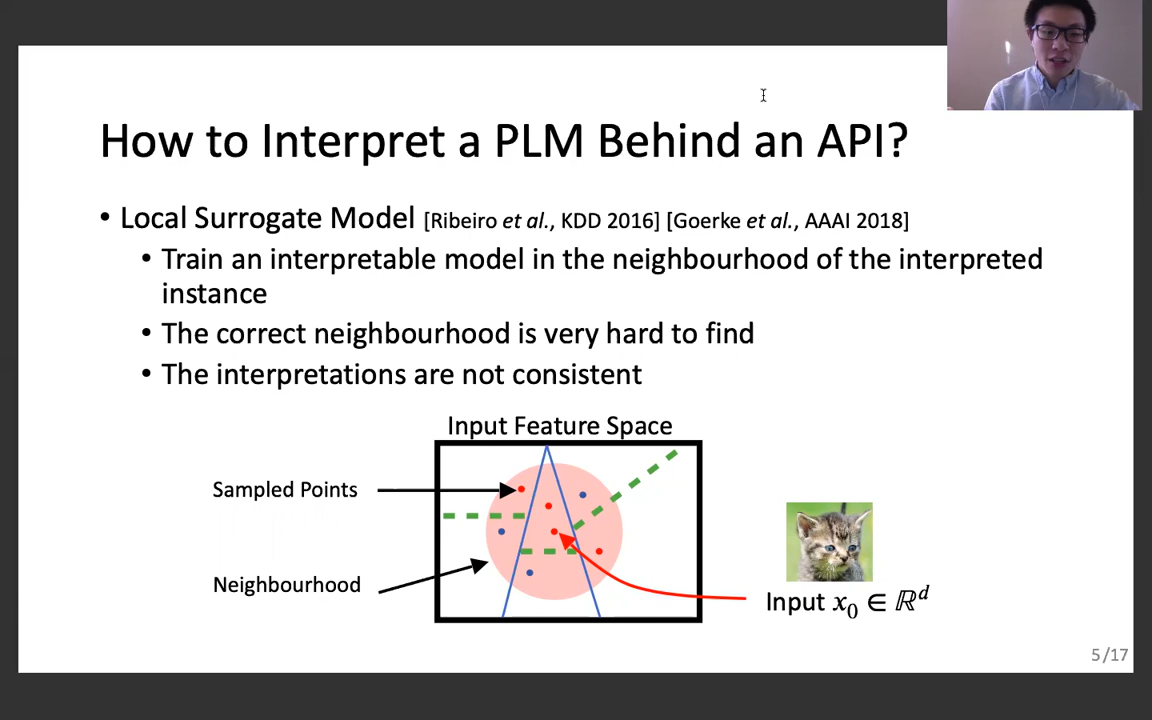 How to Interpret a PLM Behind an API?
• Local Surrogate Model [Ribeiro et al., KDD 2016] [Goerke et al., AAAI 2018]
• Train an interpretable model in the neighbourhood of the interpreted
instance
• The correct neighbourhood is very hard to find
• The interpretations are not consistent
Input Feature Space
Sampled Points
Neighbourhood
Input x₀ ∈ ℝᵈ
5/17